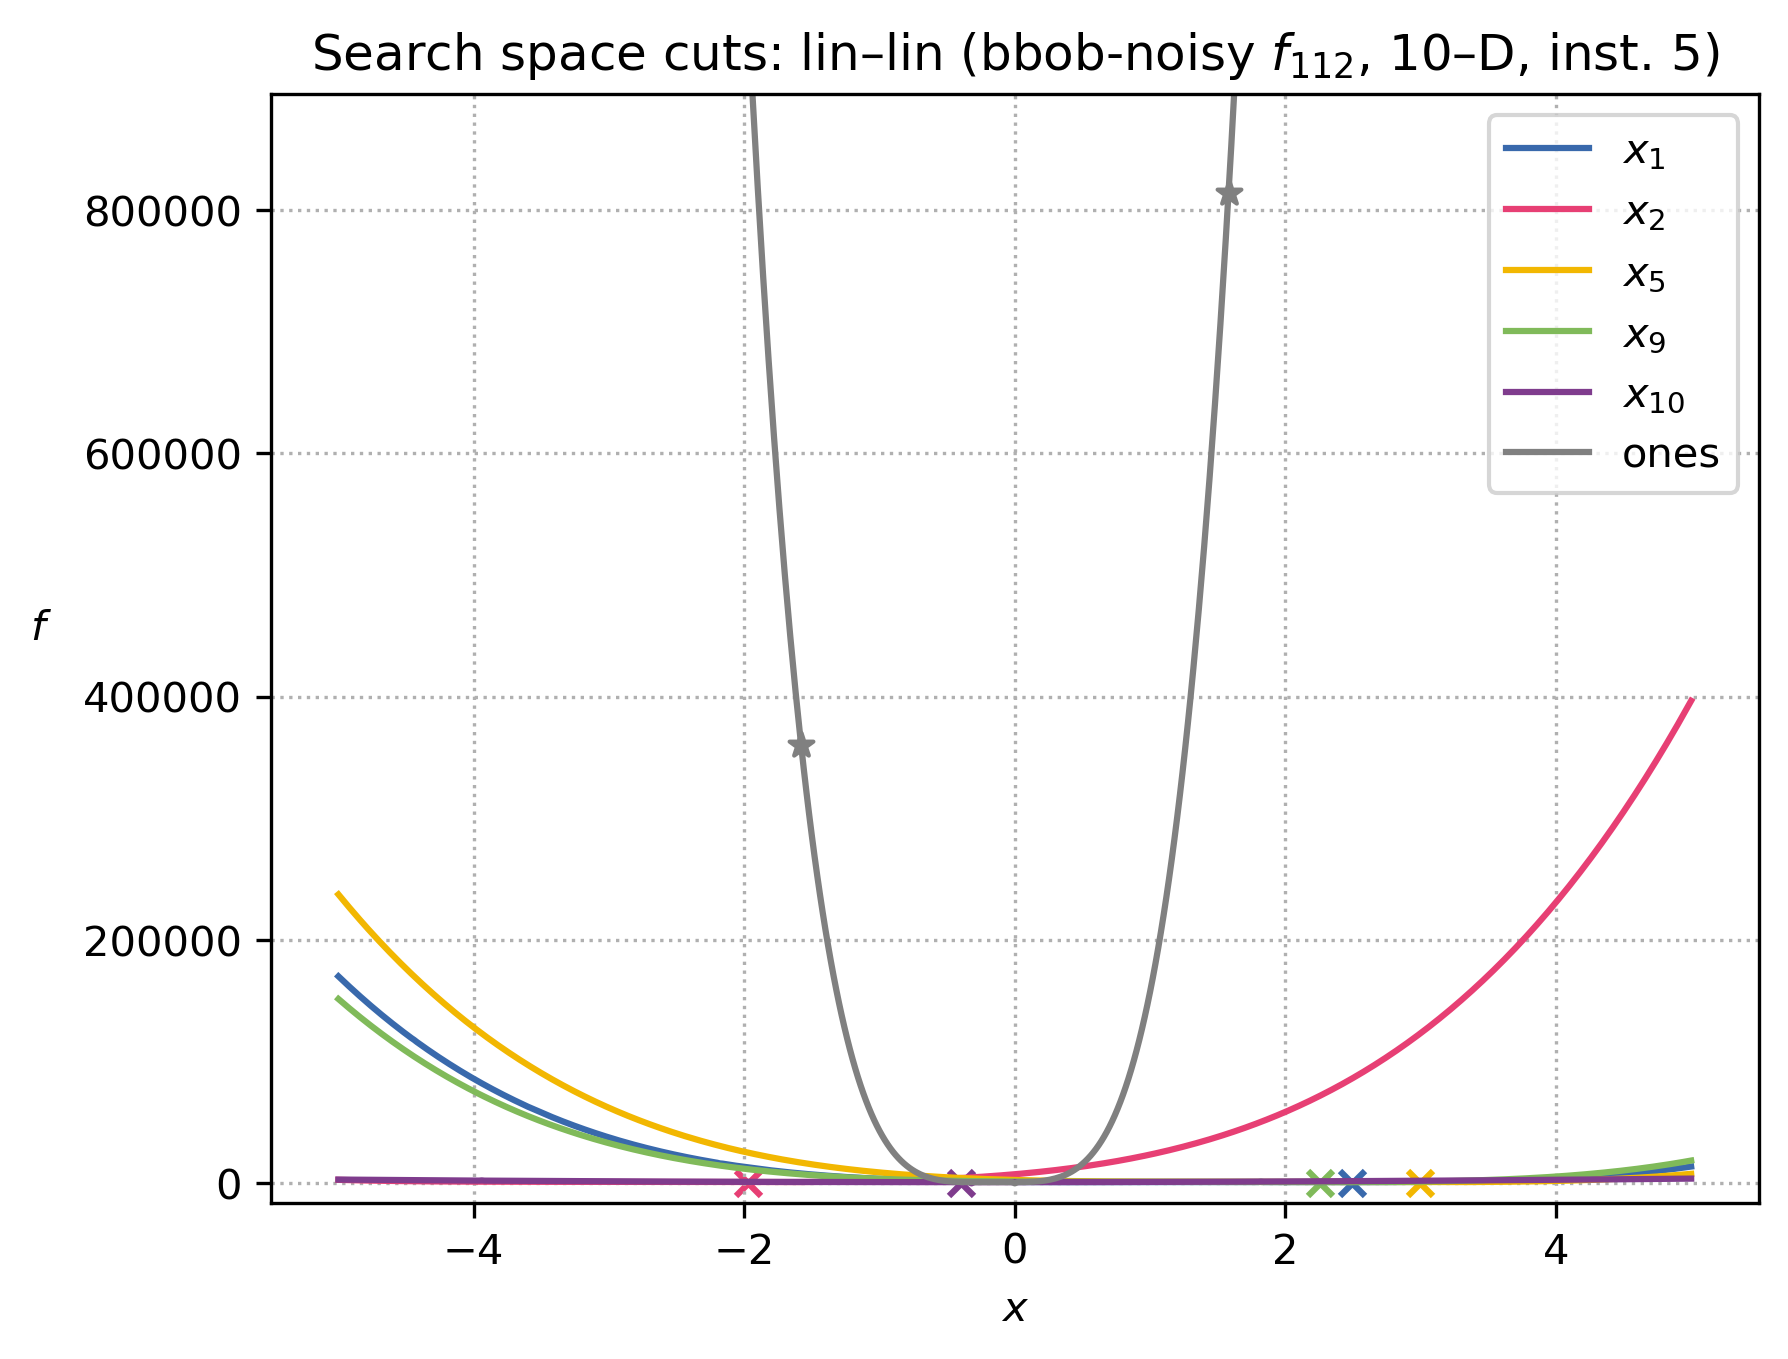 Search space cuts: lin–lin (bbob-noisy f₁₁₂, 10–D, inst. 5)
800000
600000
400000
200000
0
f
−4 −2 0 2 4
x
x₁
x₂
x₅
x₉
x₁₀
ones